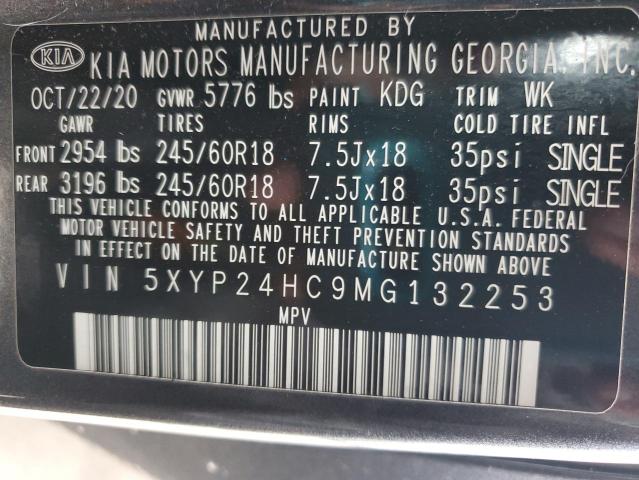 MANUFACTURED BY
KIA KIA MOTORS MANUFACTURING GEORGIA, INC.
OCT/22/20 GVWR 5776 lbs PAINT KDG TRIM WK
GAWR TIRES RIMS COLD TIRE INFL
FRONT 2954 lbs 245/60R18 7.5Jx18 35psi SINGLE
REAR 3196 lbs 245/60R18 7.5Jx18 35psi SINGLE
THIS VEHICLE CONFORMS TO ALL APPLICABLE U.S.A. FEDERAL
MOTOR VEHICLE SAFETY AND THEFT PREVENTION STANDARDS
IN EFFECT ON THE DATE OF MANUFACTURE SHOWN ABOVE.
VIN 5XYP24HC9MG132253
MPV